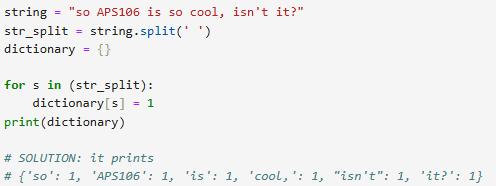 string = "so APS106 is so cool, isn't it?"
str_split = string.split(' ')
dictionary = {}
for s in (str_split):
    dictionary[s] = 1
print(dictionary)
# SOLUTION: it prints
# {'so': 1, 'APS106': 1, 'is': 1, 'cool,': 1, "isn't": 1, 'it?': 1}